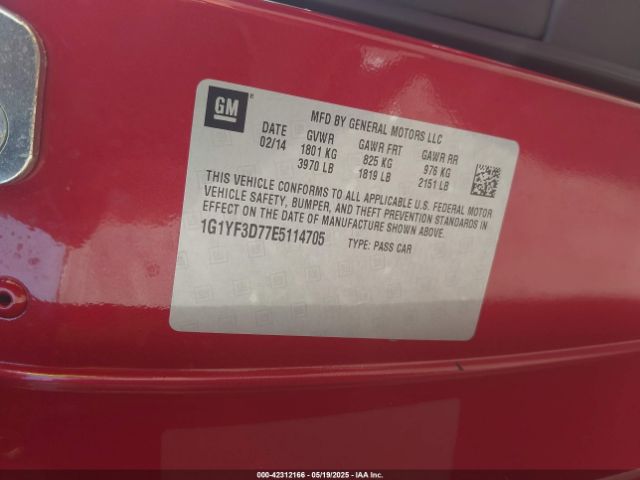 GM
MFD BY GENERAL MOTORS LLC
DATE GVWR GAWR FRT GAWR RR
02/14 1801 KG 825 KG 976 KG
3970 LB 1819 LB 2151 LB
THIS VEHICLE CONFORMS TO ALL APPLICABLE U.S. FEDERAL MOTOR
VEHICLE SAFETY, BUMPER, AND THEFT PREVENTION STANDARDS IN
EFFECT ON THE DATE OF MANUFACTURE SHOWN ABOVE.
1G1YF3D77E5114705 TYPE: PASS CAR
000-42312166 - 05/19/2025 - IAA Inc.